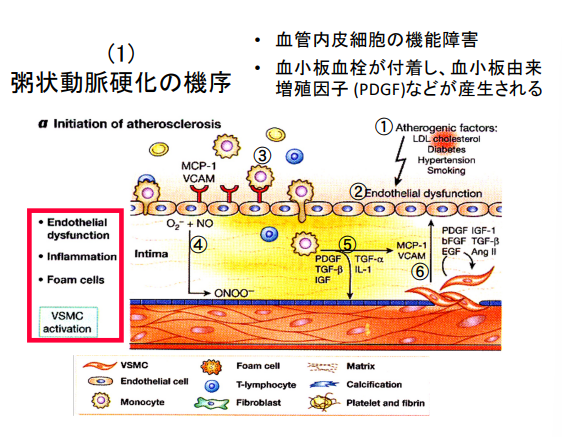 (1)
粥状動脈硬化の機序
• 血管内皮細胞の機能障害
• 血小板血栓が付着し、血小板由来
増殖因子 (PDGF)などが産生される
a Initiation of atherosclerosis
① Atherogenic factors:
LDL cholesterol
Diabetes
Hypertension
Smoking
③
MCP-1
VCAM
② Endothelial dysfunction
O₂⁻ + NO
④
Intima
ONOO⁻
⑤
PDGF TGF-α
TGF-β IL-1
IGF
MCP-1
VCAM
⑥
PDGF IGF-1
bFGF TGF-β
EGF Ang II
• Endothelial
dysfunction
• Inflammation
• Foam cells
VSMC
activation
VSMC
Foam cell
Matrix
Endothelial cell
T-lymphocyte
Calcification
Monocyte
Fibroblast
Platelet and fibrin